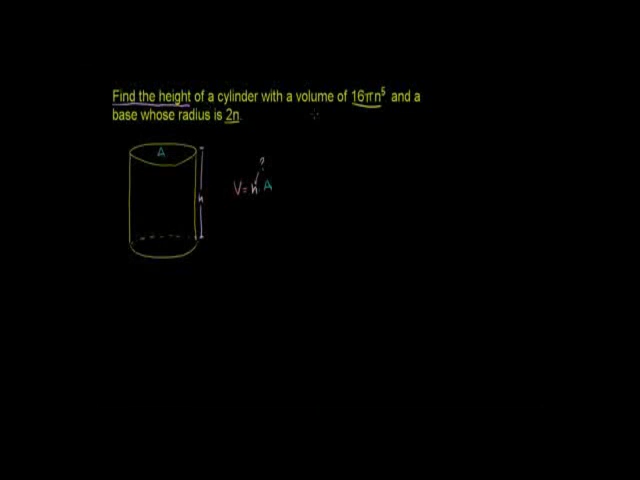 Find the height of a cylinder with a volume of 16πn⁵ and a
base whose radius is 2n.
A
?
h
V = h A